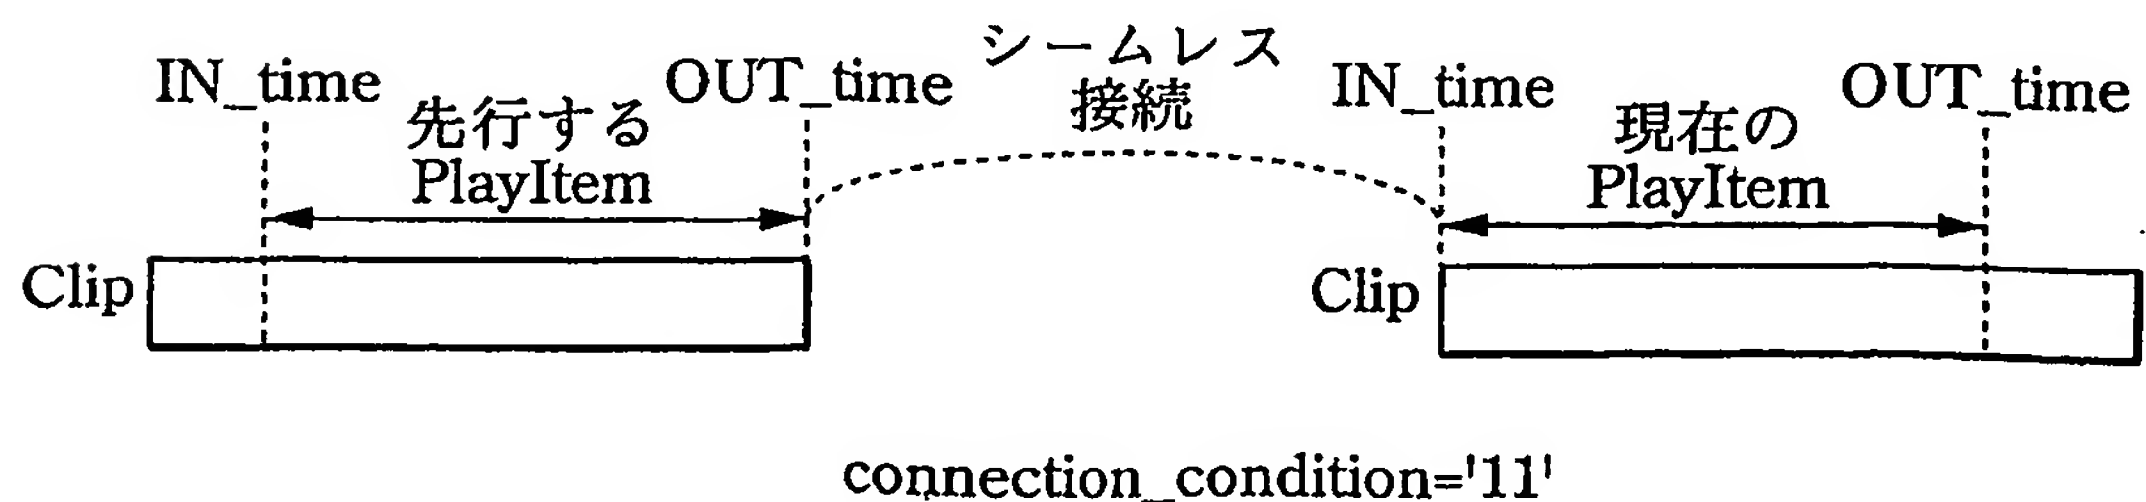 IN_time
先行する
PlayItem
OUT_time
シームレス
接続
IN_time
現在の
PlayItem
OUT_time
Clip
Clip
connection_condition='11'